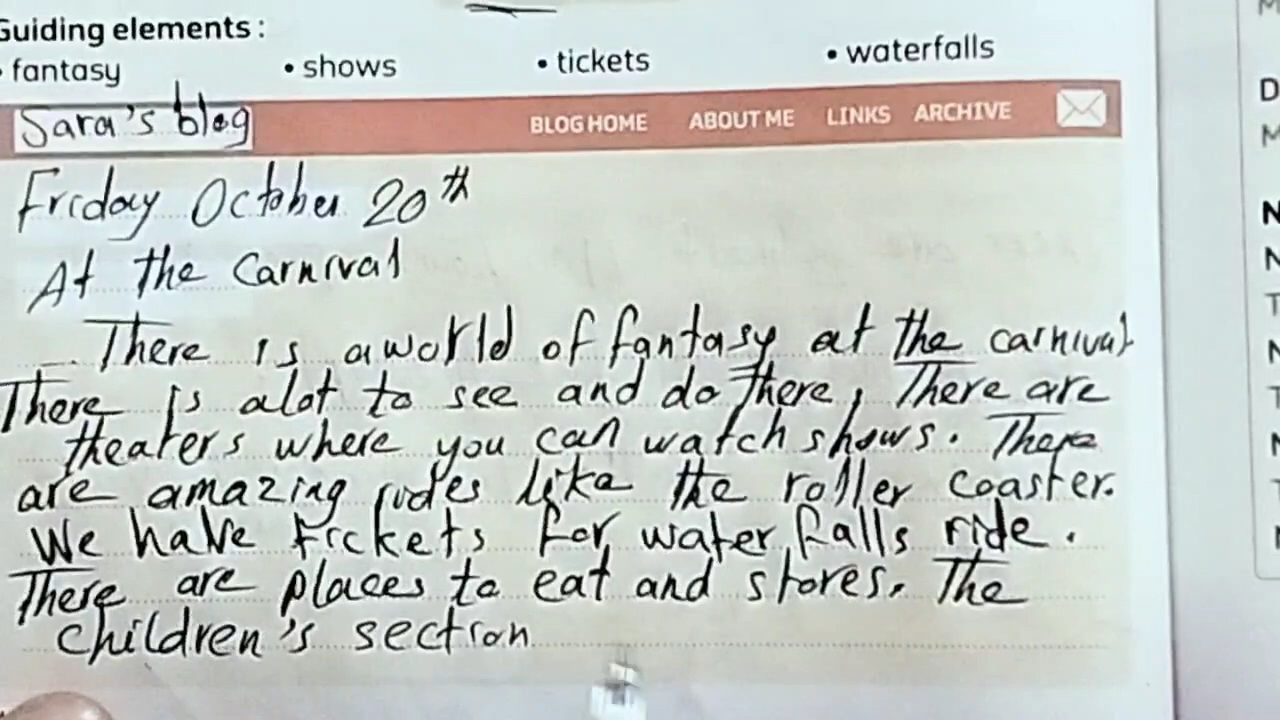 Guiding elements :
• fantasy • shows • tickets • waterfalls
Sara's blog BLOG HOME ABOUT ME LINKS ARCHIVE
Friday October 20th
At the carnival
There is a world of fantasy at the carnival
There is alot to see and do there, There are
theaters where you can watch shows. There
are amazing rides like the roller coaster.
We have tickets for water falls ride.
There are places to eat and stores. The
children's section